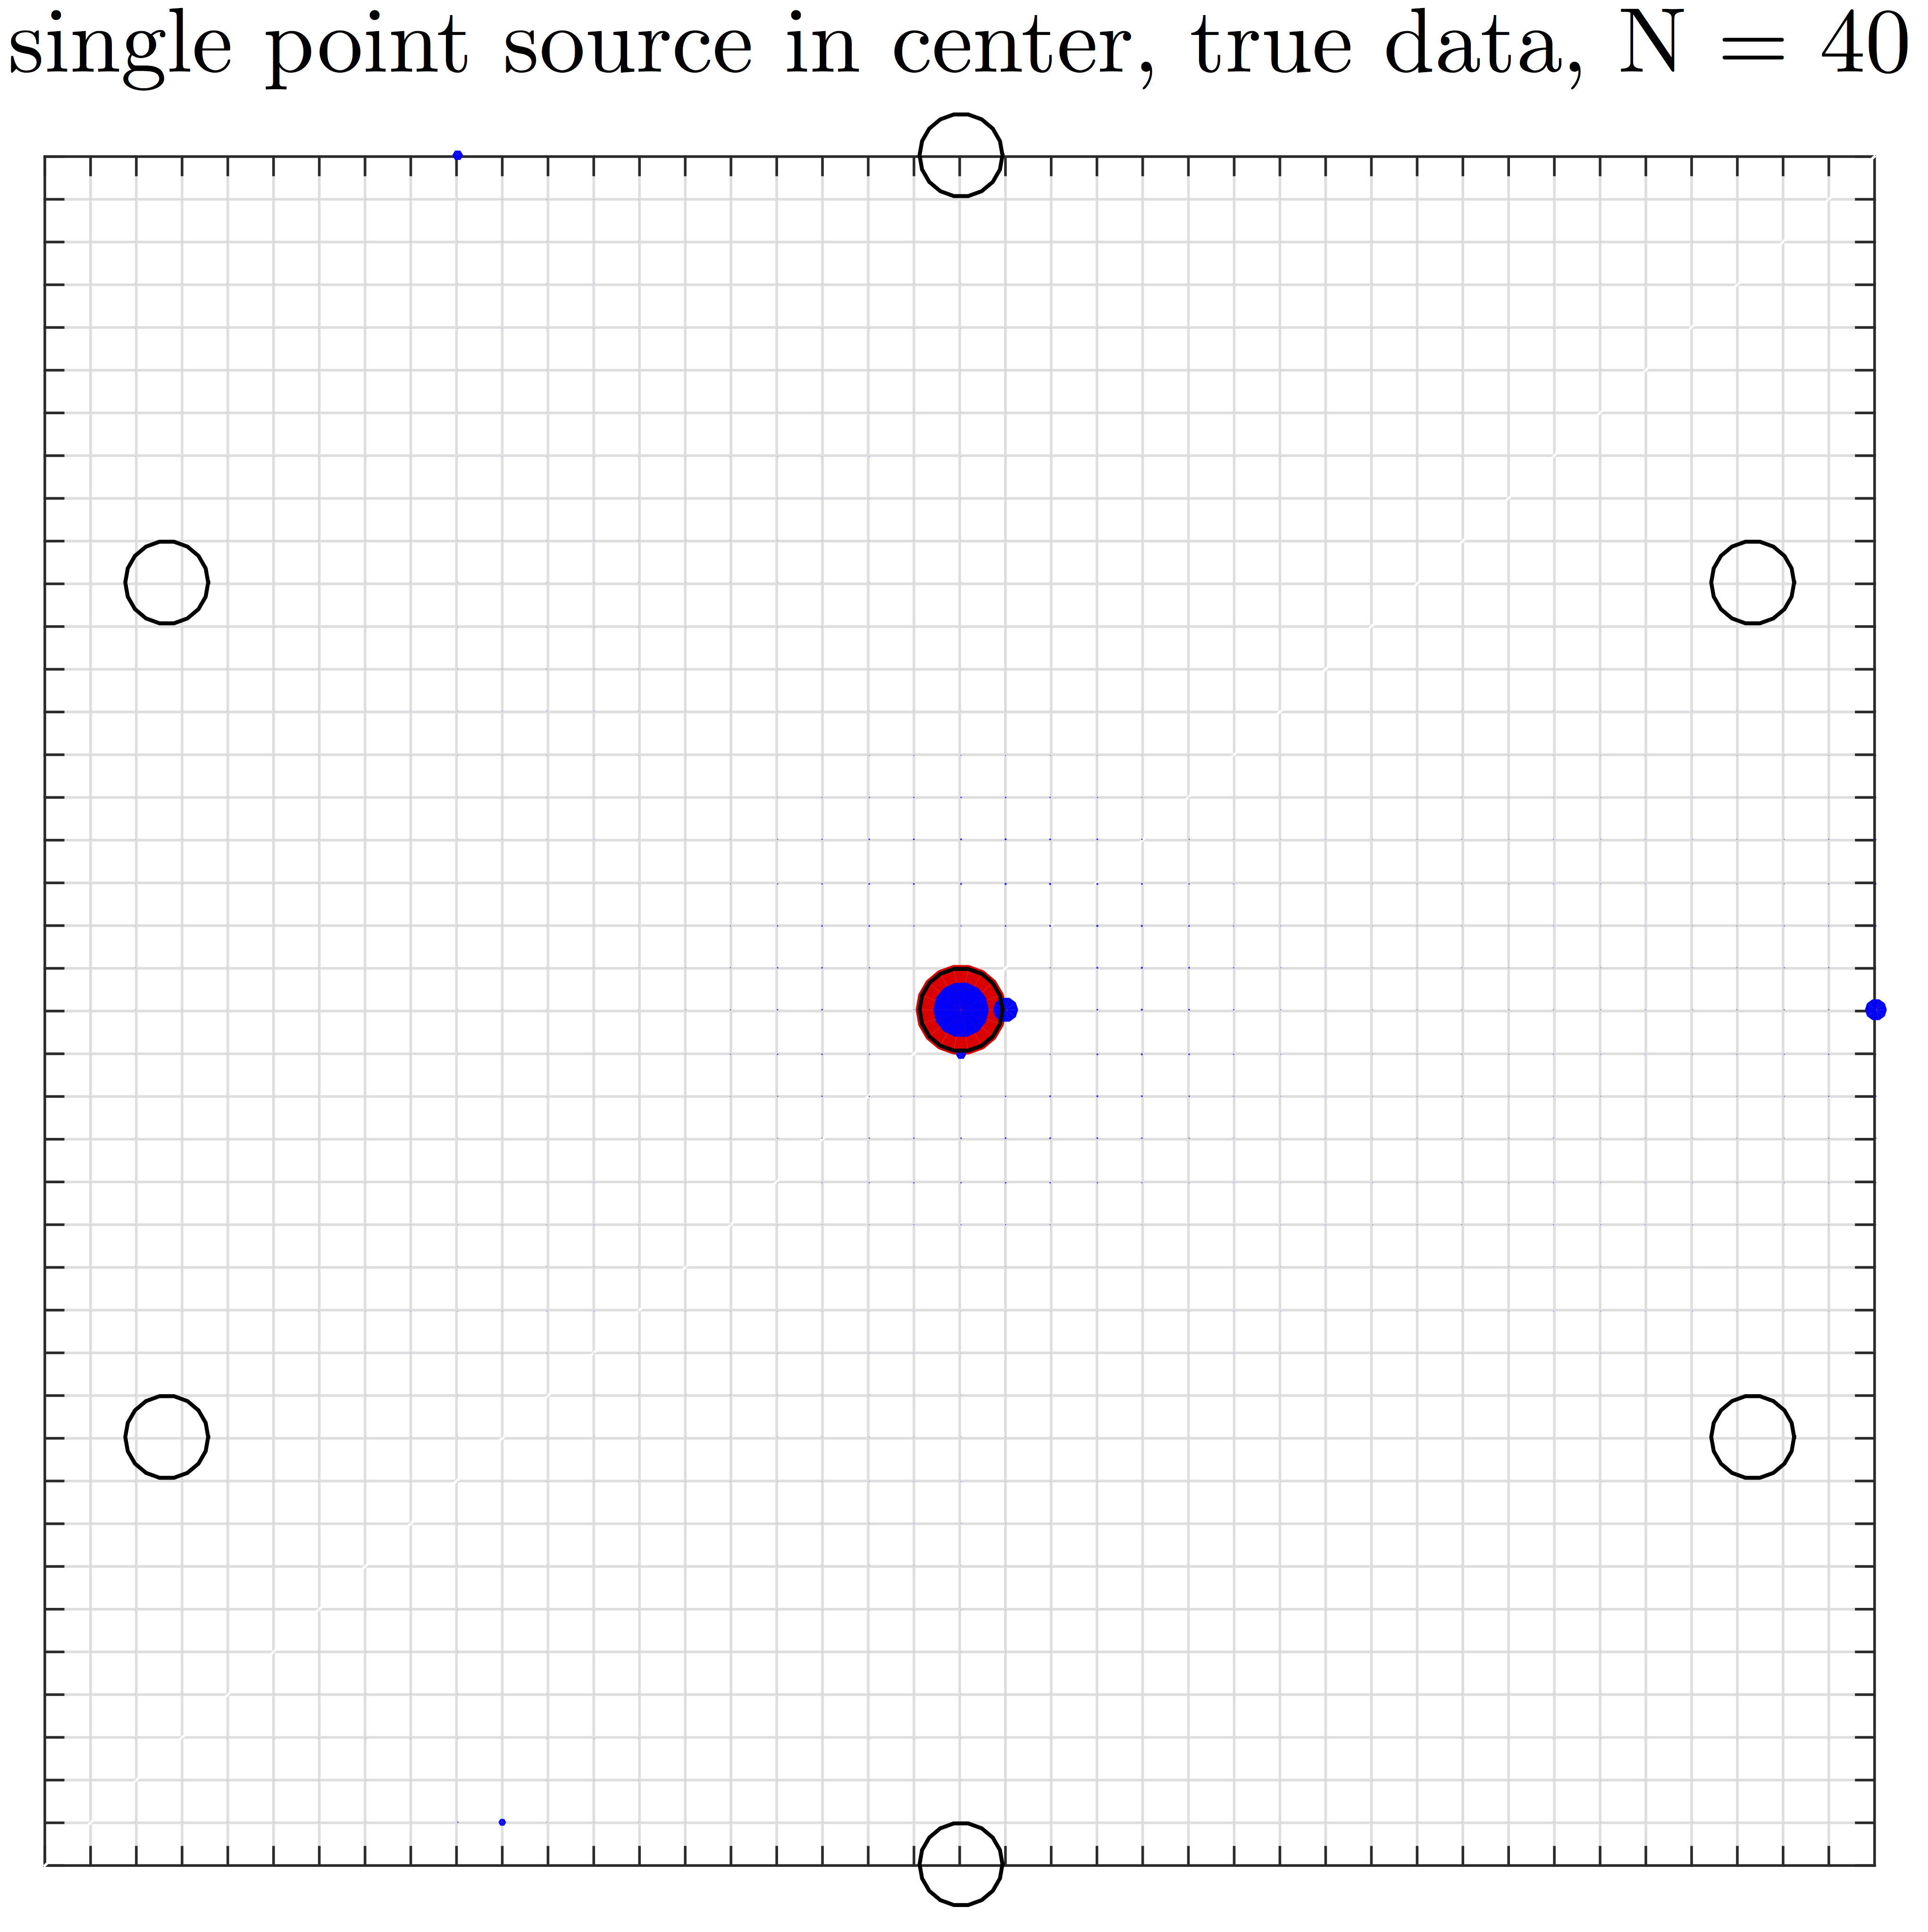 single point source in center, true data, N = 40